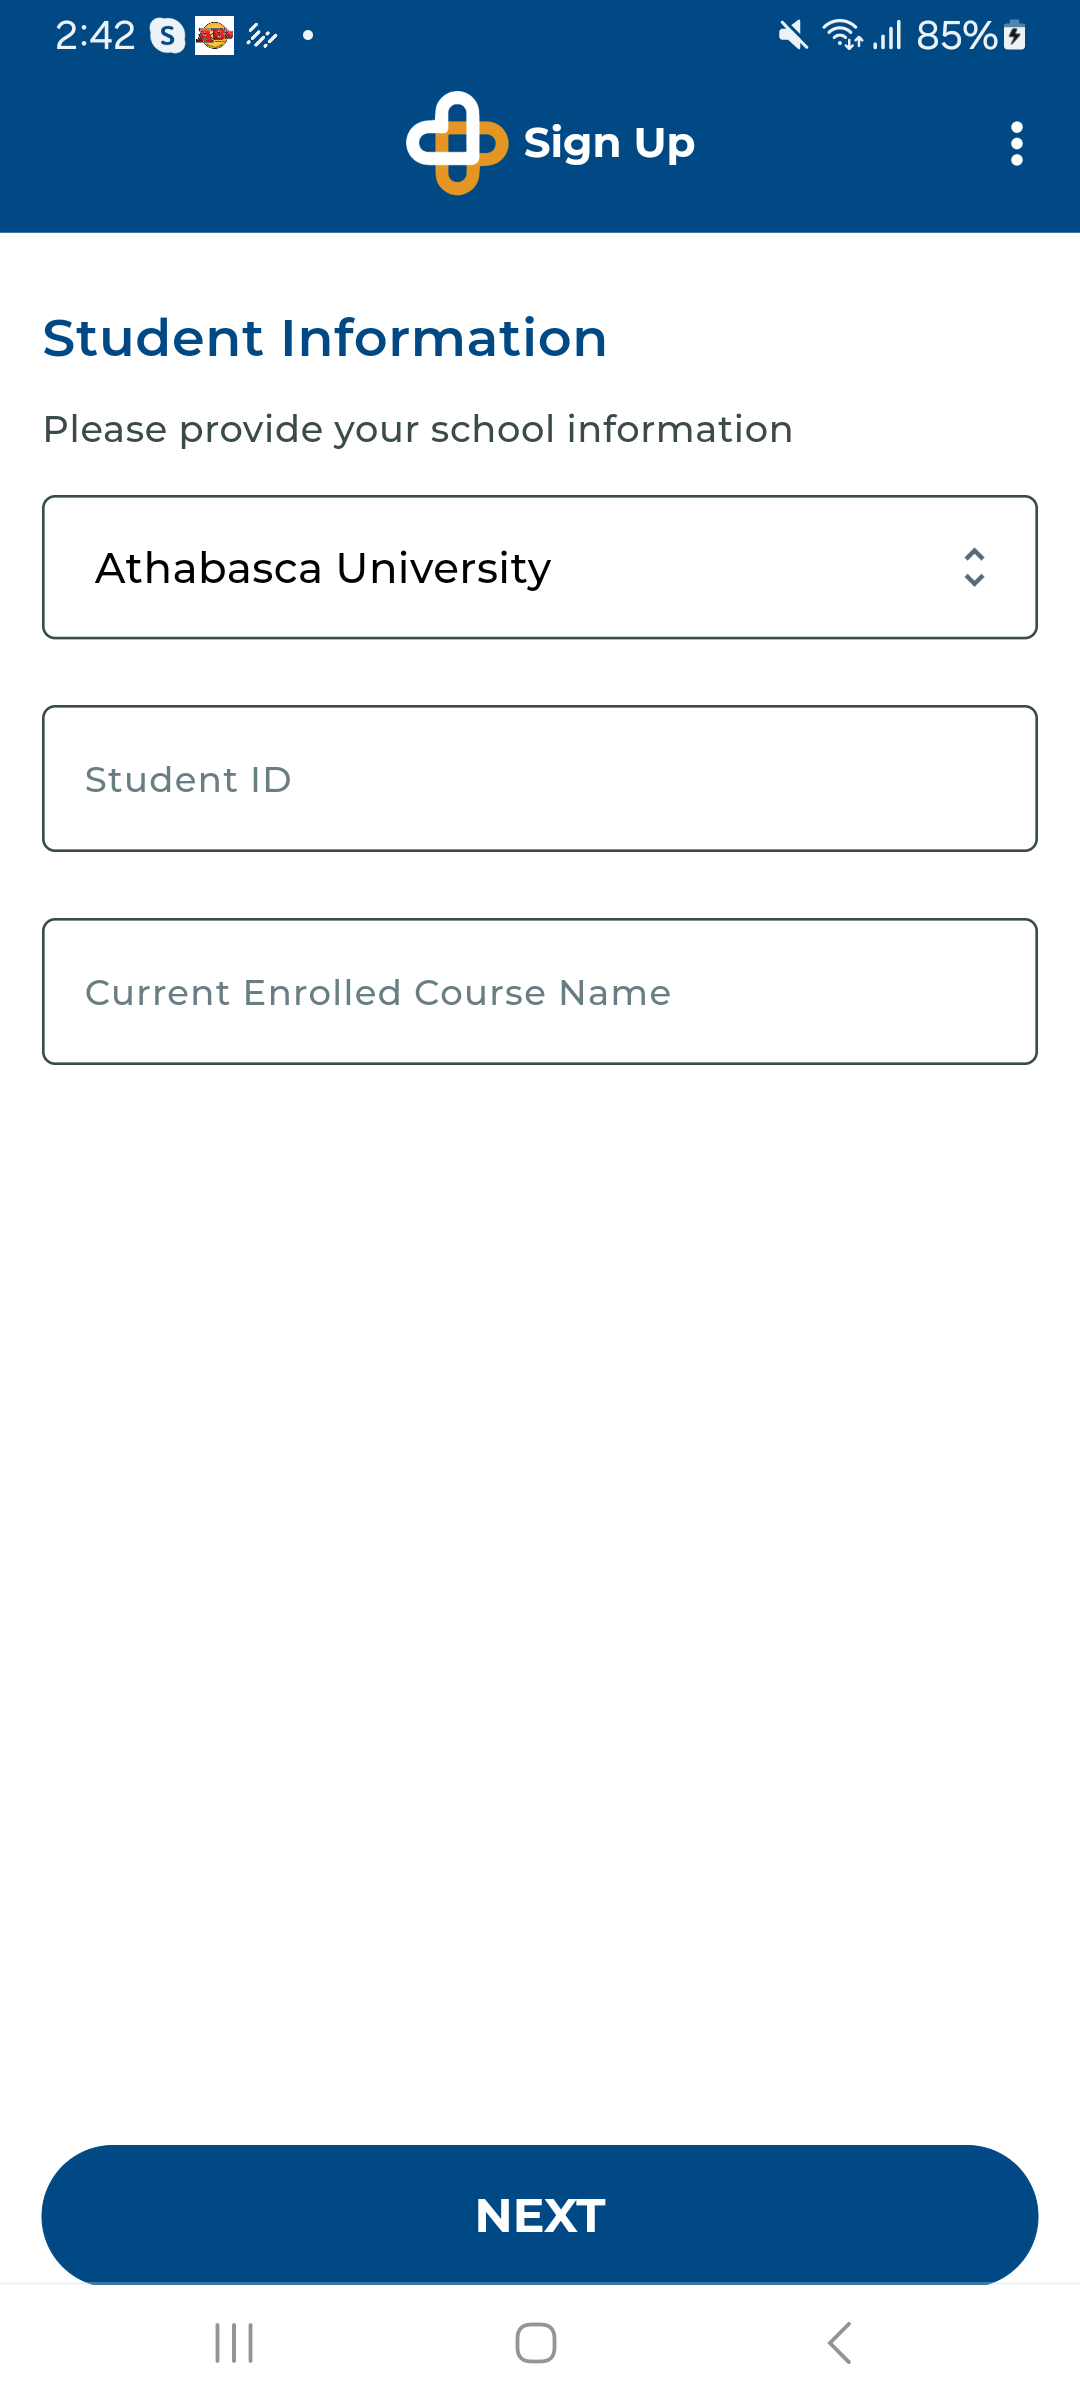 2:42 S 85%
Sign Up
Student Information
Please provide your school information
Athabasca University
Student ID
Current Enrolled Course Name
NEXT